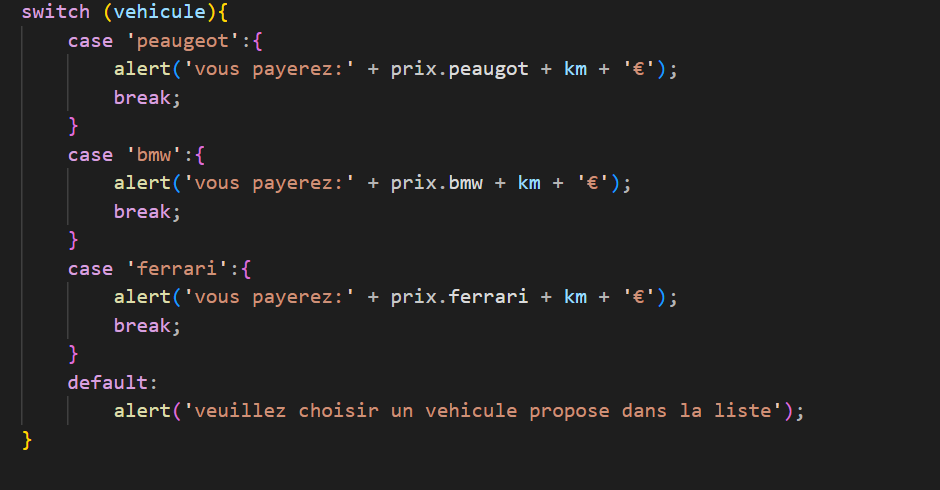 switch (vehicule){
    case 'peaugeot':{
        alert('vous payerez:' + prix.peaugot + km + '€');
        break;
    }
    case 'bmw':{
        alert('vous payerez:' + prix.bmw + km + '€');
        break;
    }
    case 'ferrari':{
        alert('vous payerez:' + prix.ferrari + km + '€');
        break;
    }
    default:
        alert('veuillez choisir un vehicule propose dans la liste');
}